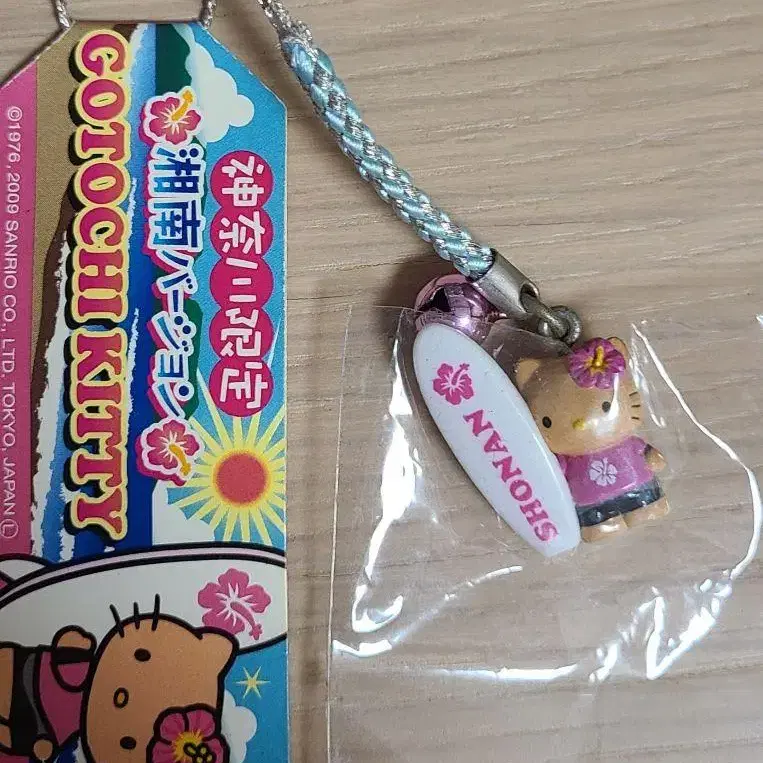 神奈川限定
湘南バージョン
GOTOCHI KITTY
©1976, 2009 SANRIO CO., LTD. TOKYO, JAPAN Ⓛ
SHONAN